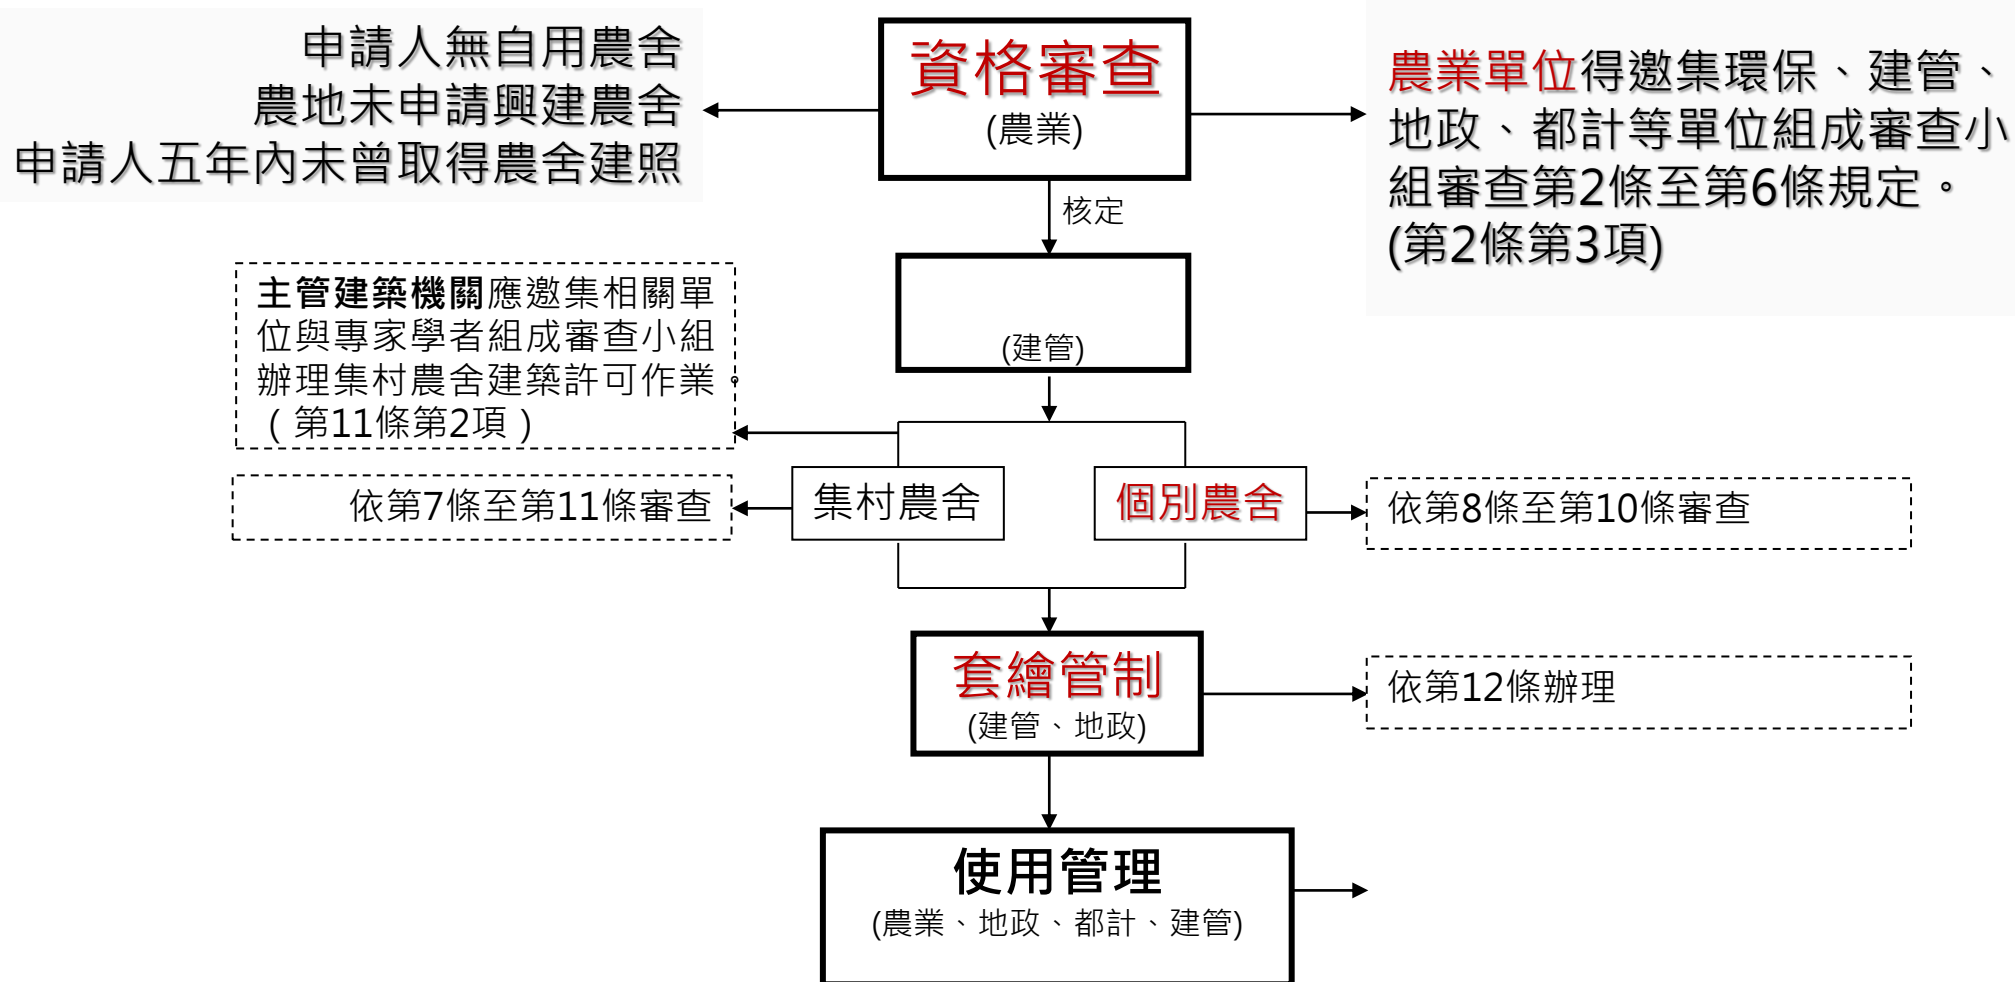 申請人無自用農舍
農地未申請興建農舍
申請人五年內未曾取得農舍建照
資格審查
(農業)
農業單位得邀集環保、建管、
地政、都計等單位組成審查小
組審查第2條至第6條規定。
(第2條第3項)
核定
(建管)
主管建築機關應邀集相關單
位與專家學者組成審查小組
辦理集村農舍建築許可作業。
(第11條第2項)
依第7條至第11條審查
集村農舍
個別農舍
依第8條至第10條審查
套繪管制
(建管、地政)
依第12條辦理
使用管理
(農業、地政、都計、建管)